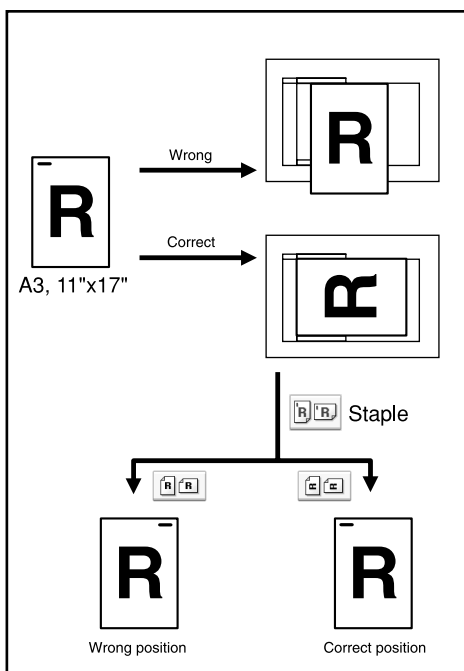 R
Wrong
R
A3, 11"x17"
Correct
R
R R Staple
R R
R R
R
R
Wrong position
Correct position